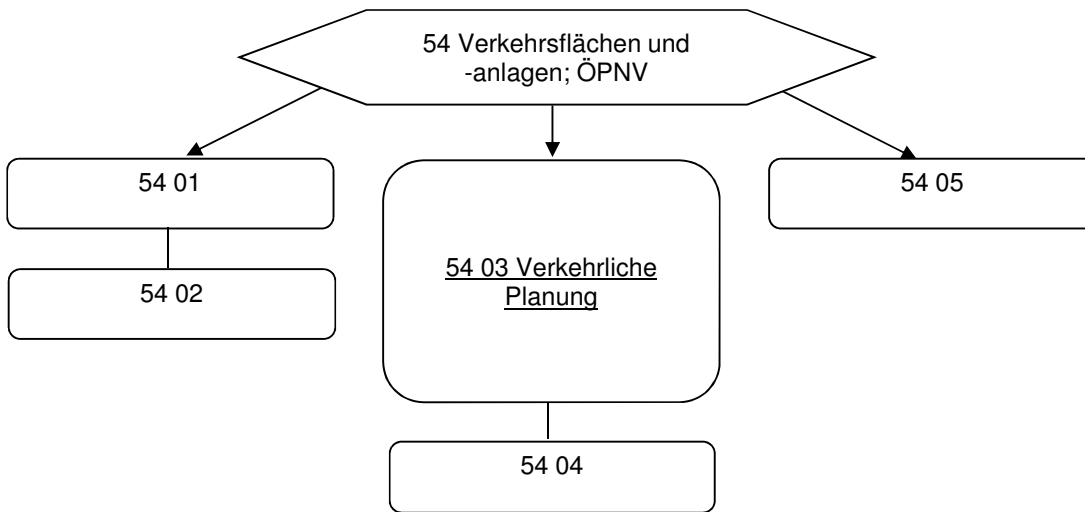 54 Verkehrsflächen und
-anlagen; ÖPNV
54 01
54 05
54 03 Verkehrliche
Planung
54 02
54 04